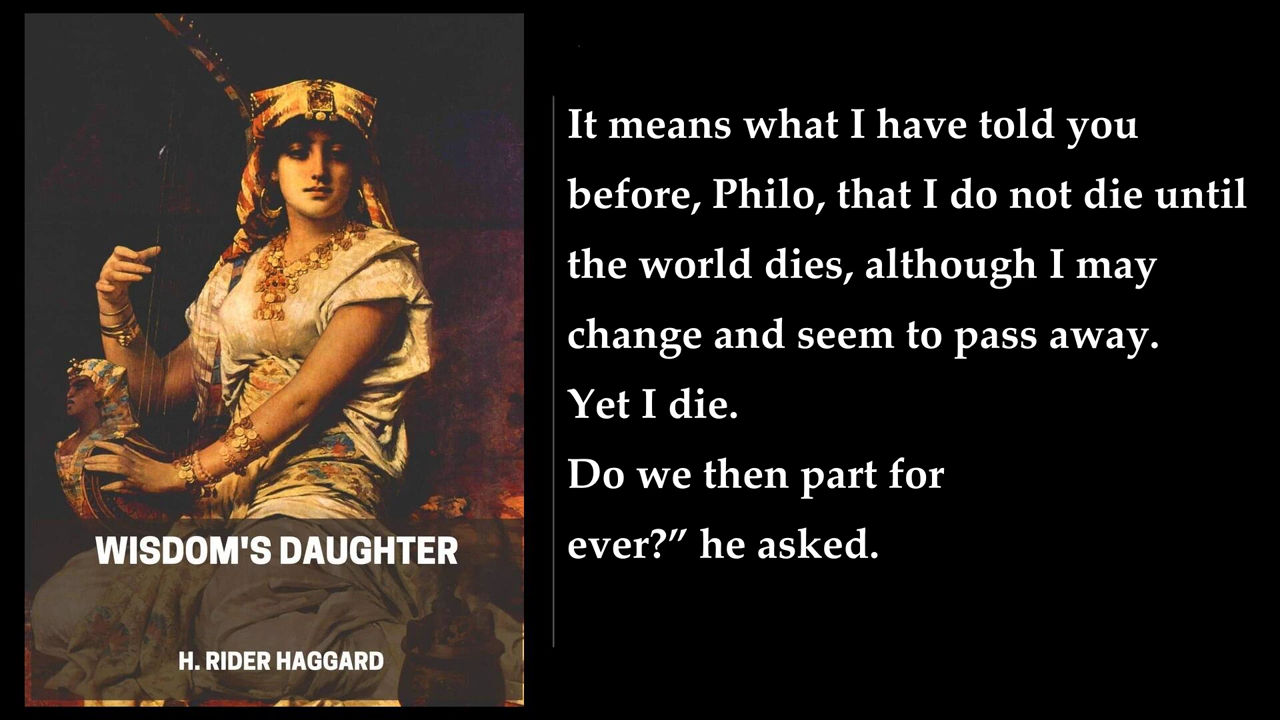 WISDOM'S DAUGHTER
H. RIDER HAGGARD
It means what I have told you
before, Philo, that I do not die until
the world dies, although I may
change and seem to pass away.
Yet I die.
Do we then part for
ever?” he asked.